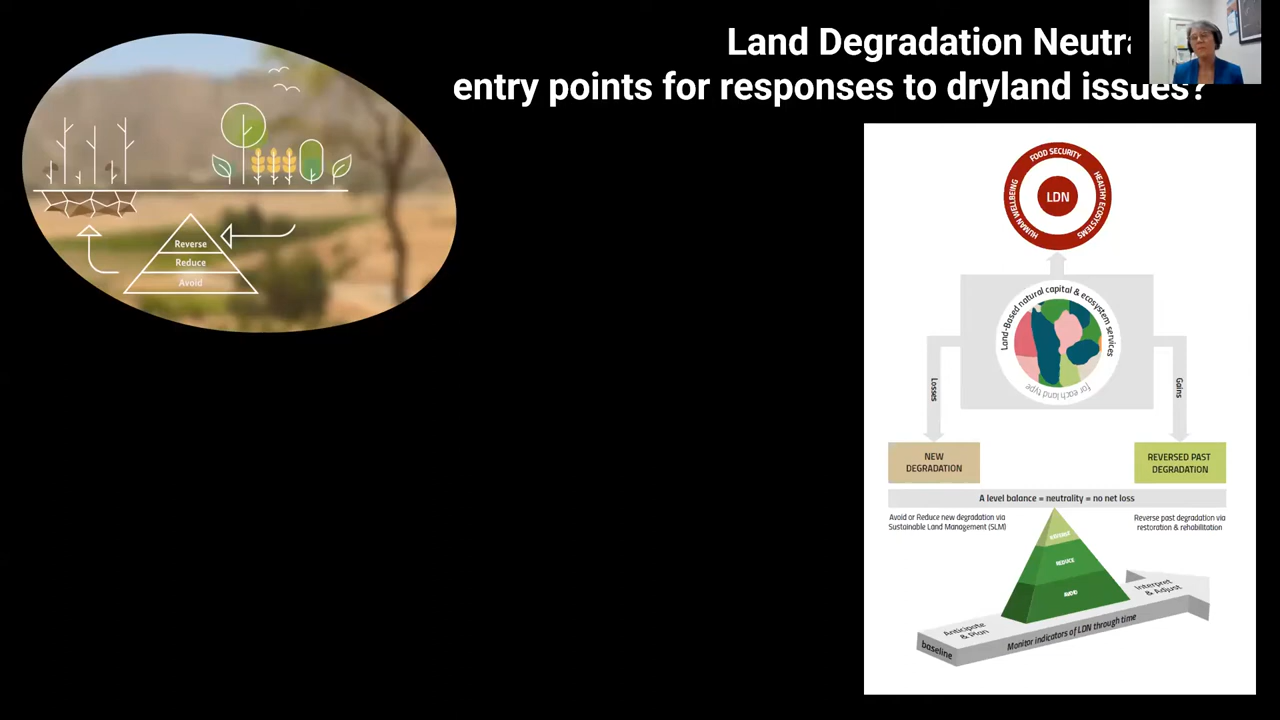 Land Degradation Neutra
entry points for responses to dryland issues?
Reverse
Reduce
Avoid
FOOD SECURITY
HEALTHY ECOSYSTEMS
HUMAN WELLBEING
LDN
Land-Based natural capital & ecosystem services
for each land type
Losses
Gains
NEW
DEGRADATION
REVERSED PAST
DEGRADATION
A level balance = neutrality = no net loss
Avoid or Reduce new degradation via
Sustainable Land Management (SLM)
Reverse past degradation via
restoration & rehabilitation
REVERSE
REDUCE
AVOID
Anticipate
& Plan
Interpret
& Adjust
baseline
Monitor indicators of LDN through time